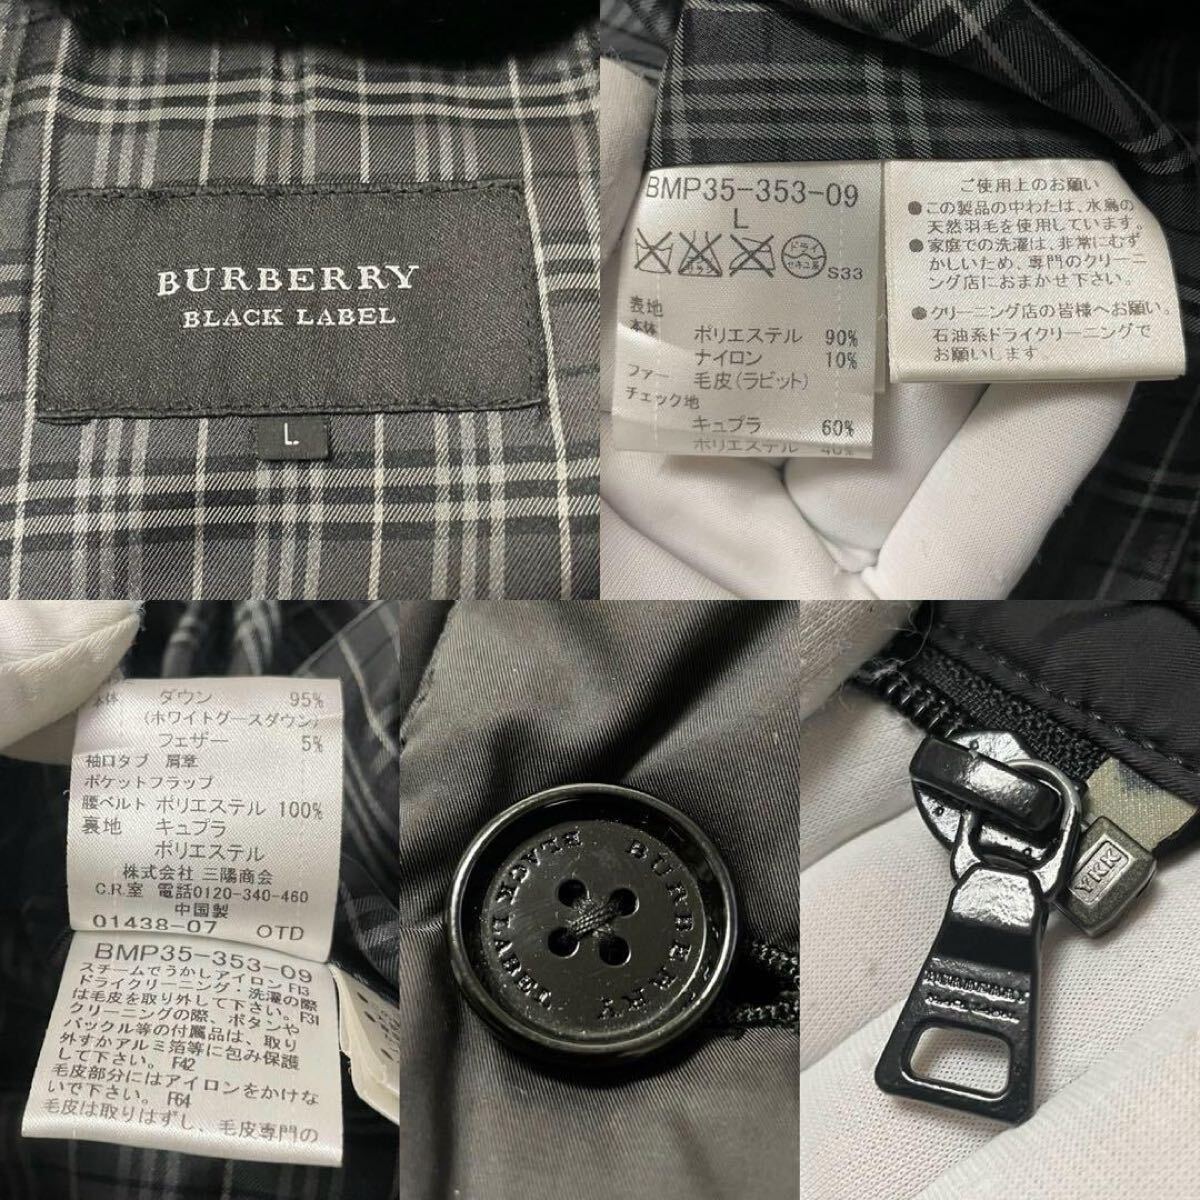 BURBERRY
BLACK LABEL
L
BMP35-353-09
L
S33
表地
本体
ポリエステル 90%
ナイロン 10%
ファー 毛皮(ラビット)
チェック地
キュプラ 60%
ポリエステル 40%
ご使用上のお願い
●この製品の中わたは、水鳥の
天然羽毛を使用しています。
●家庭での洗濯は、非常にむず
かしいため、専門のクリーニ
ング店におまかせ下さい。
●クリーニング店の皆様へお願い。
石油系ドライクリーニングで
お願いします。
本体 ダウン 95%
(ホワイトグースダウン)
フェザー 5%
袖口タブ 肩章
ポケットフラップ
腰ベルト ポリエステル 100%
裏地 キュプラ
ポリエステル
株式会社 三陽商会
C.R.室 電話0120-340-460
中国製
01438-07 OTD
BMP35-353-09
スチームでうかしアイロン F13
ドライクリーニング・洗濯の際
は毛皮を取り外して下さい。F31
クリーニングの際、ボタンや
バックル等の付属品は、取り
外すかアルミ箔等に包み保護
して下さい。 F42
毛皮部分にはアイロンをかけな
いで下さい。 F64
毛皮は取りはずし、毛皮専門の
BURBERRY
BLACK LABEL
YKK